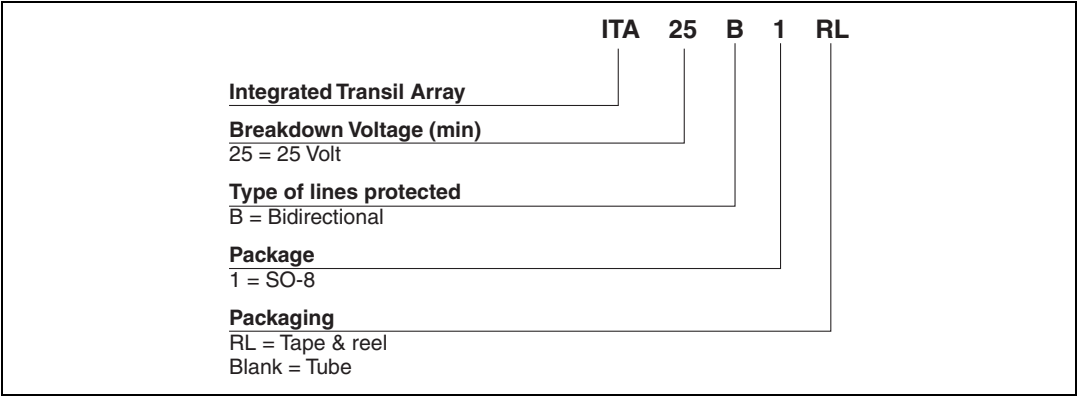 ITA 25 B 1 RL
Integrated Transil Array
Breakdown Voltage (min)
25 = 25 Volt
Type of lines protected
B = Bidirectional
Package
1 = SO-8
Packaging
RL = Tape & reel
Blank = Tube